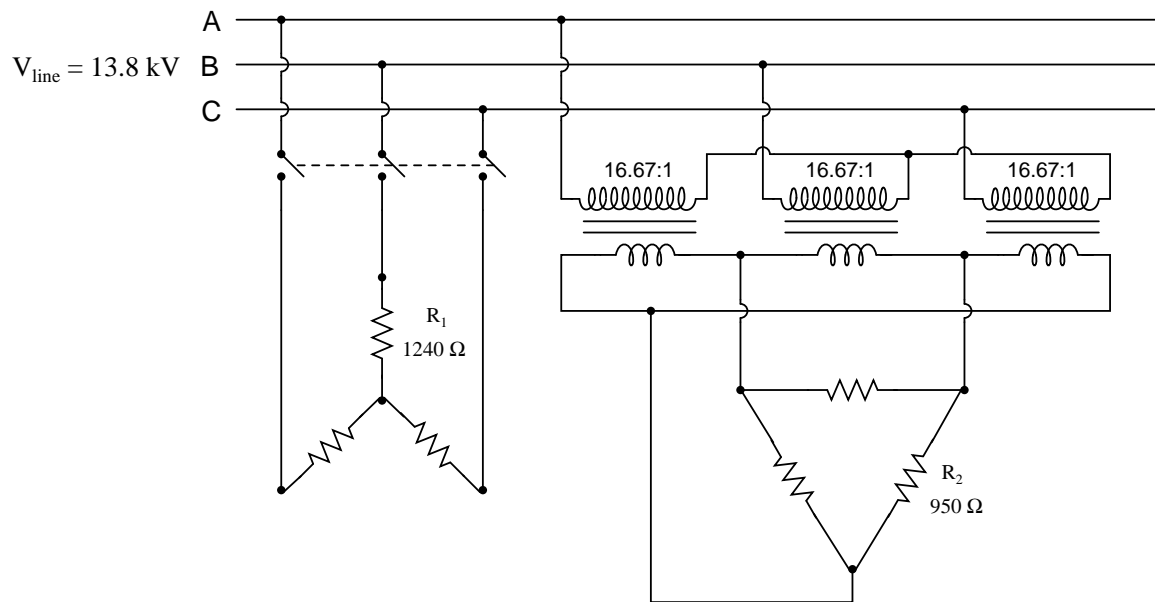 A
V_line = 13.8 kV B
C
16.67:1 16.67:1 16.67:1
R₁
1240 Ω
R₂
950 Ω